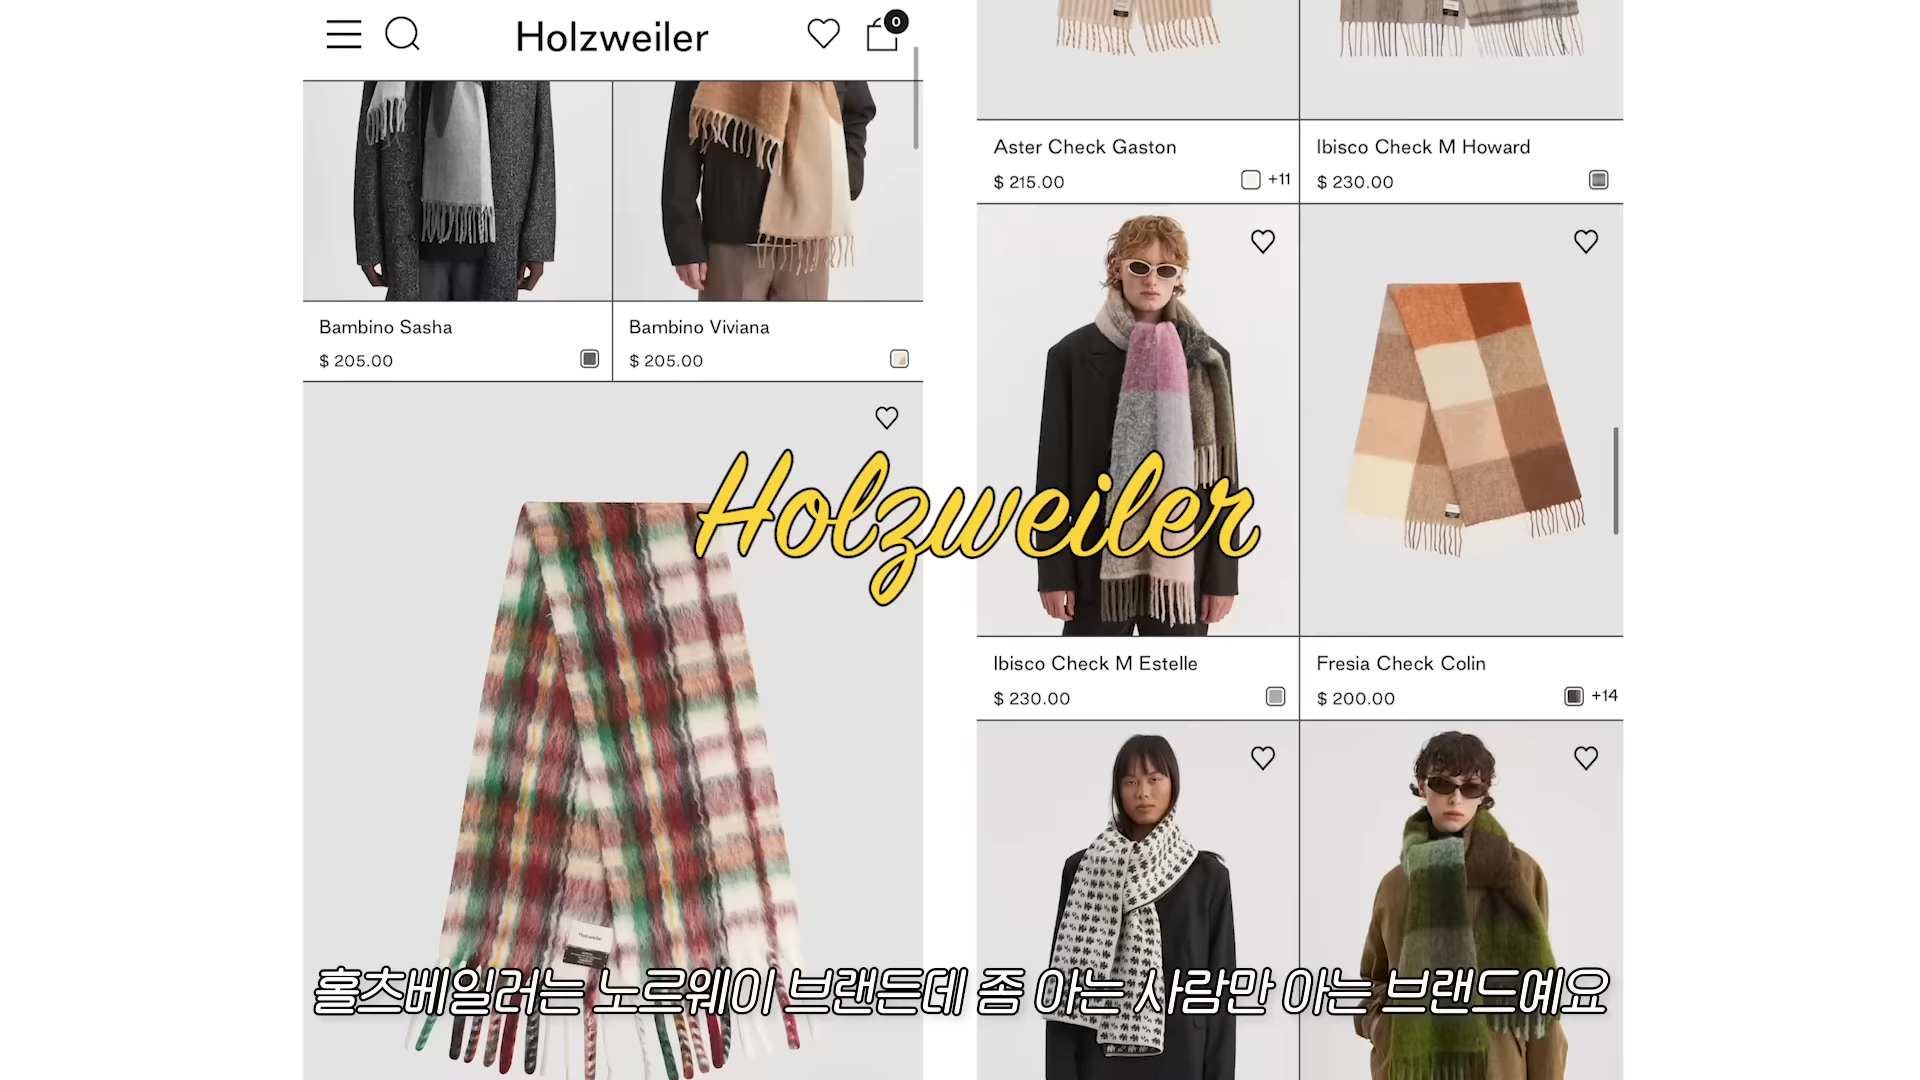 Holzweiler
0
Bambino Sasha
$ 205.00
Bambino Viviana
$ 205.00
Aster Check Gaston
$ 215.00
+11
Ibisco Check M Howard
$ 230.00
Ibisco Check M Estelle
$ 230.00
Fresia Check Colin
$ 200.00
+14
Holzweiler
Holzweiler
홀츠베일러는 노르웨이 브랜든데 좀 아는 사람만 아는 브랜드예요